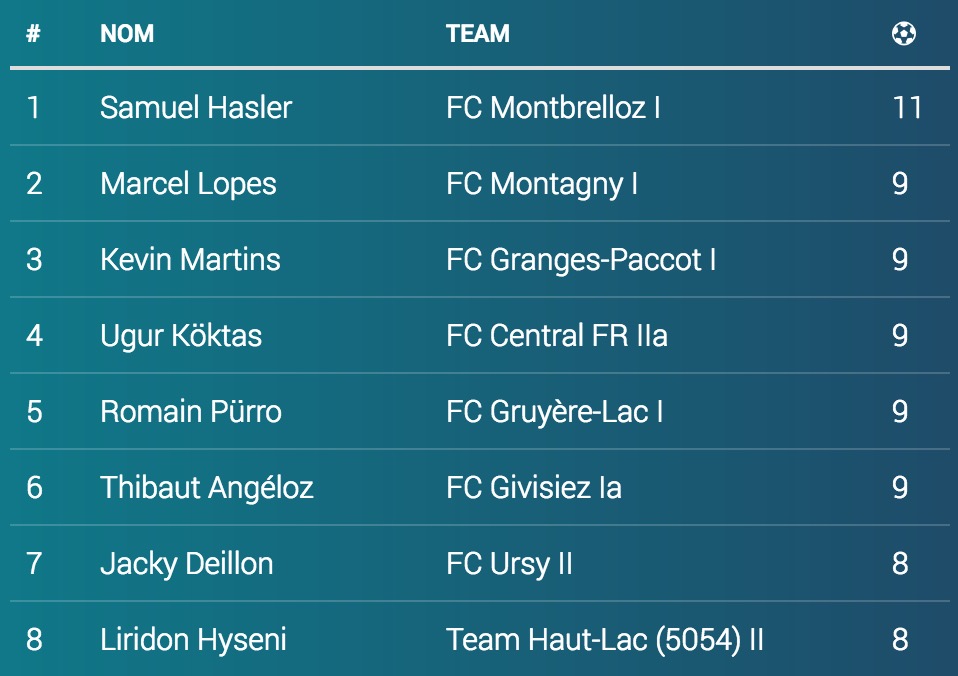 # NOM TEAM
1 Samuel Hasler FC Montbrelloz I 11
2 Marcel Lopes FC Montagny I 9
3 Kevin Martins FC Granges-Paccot I 9
4 Ugur Köktas FC Central FR IIa 9
5 Romain Pürro FC Gruyère-Lac I 9
6 Thibaut Angéloz FC Givisiez Ia 9
7 Jacky Deillon FC Ursy II 8
8 Liridon Hyseni Team Haut-Lac (5054) II 8